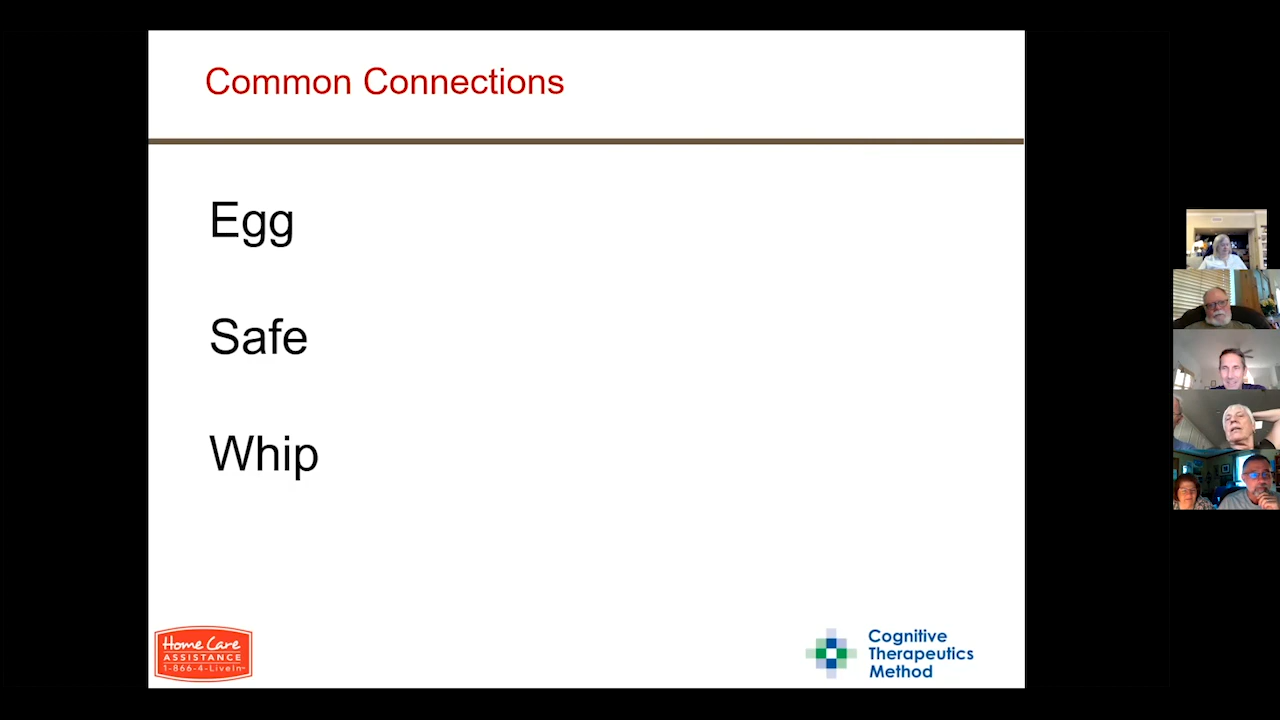 Common Connections
Egg
Safe
Whip
Home Care
ASSISTANCE
1-866-4-LiveIn
Cognitive
Therapeutics
Method